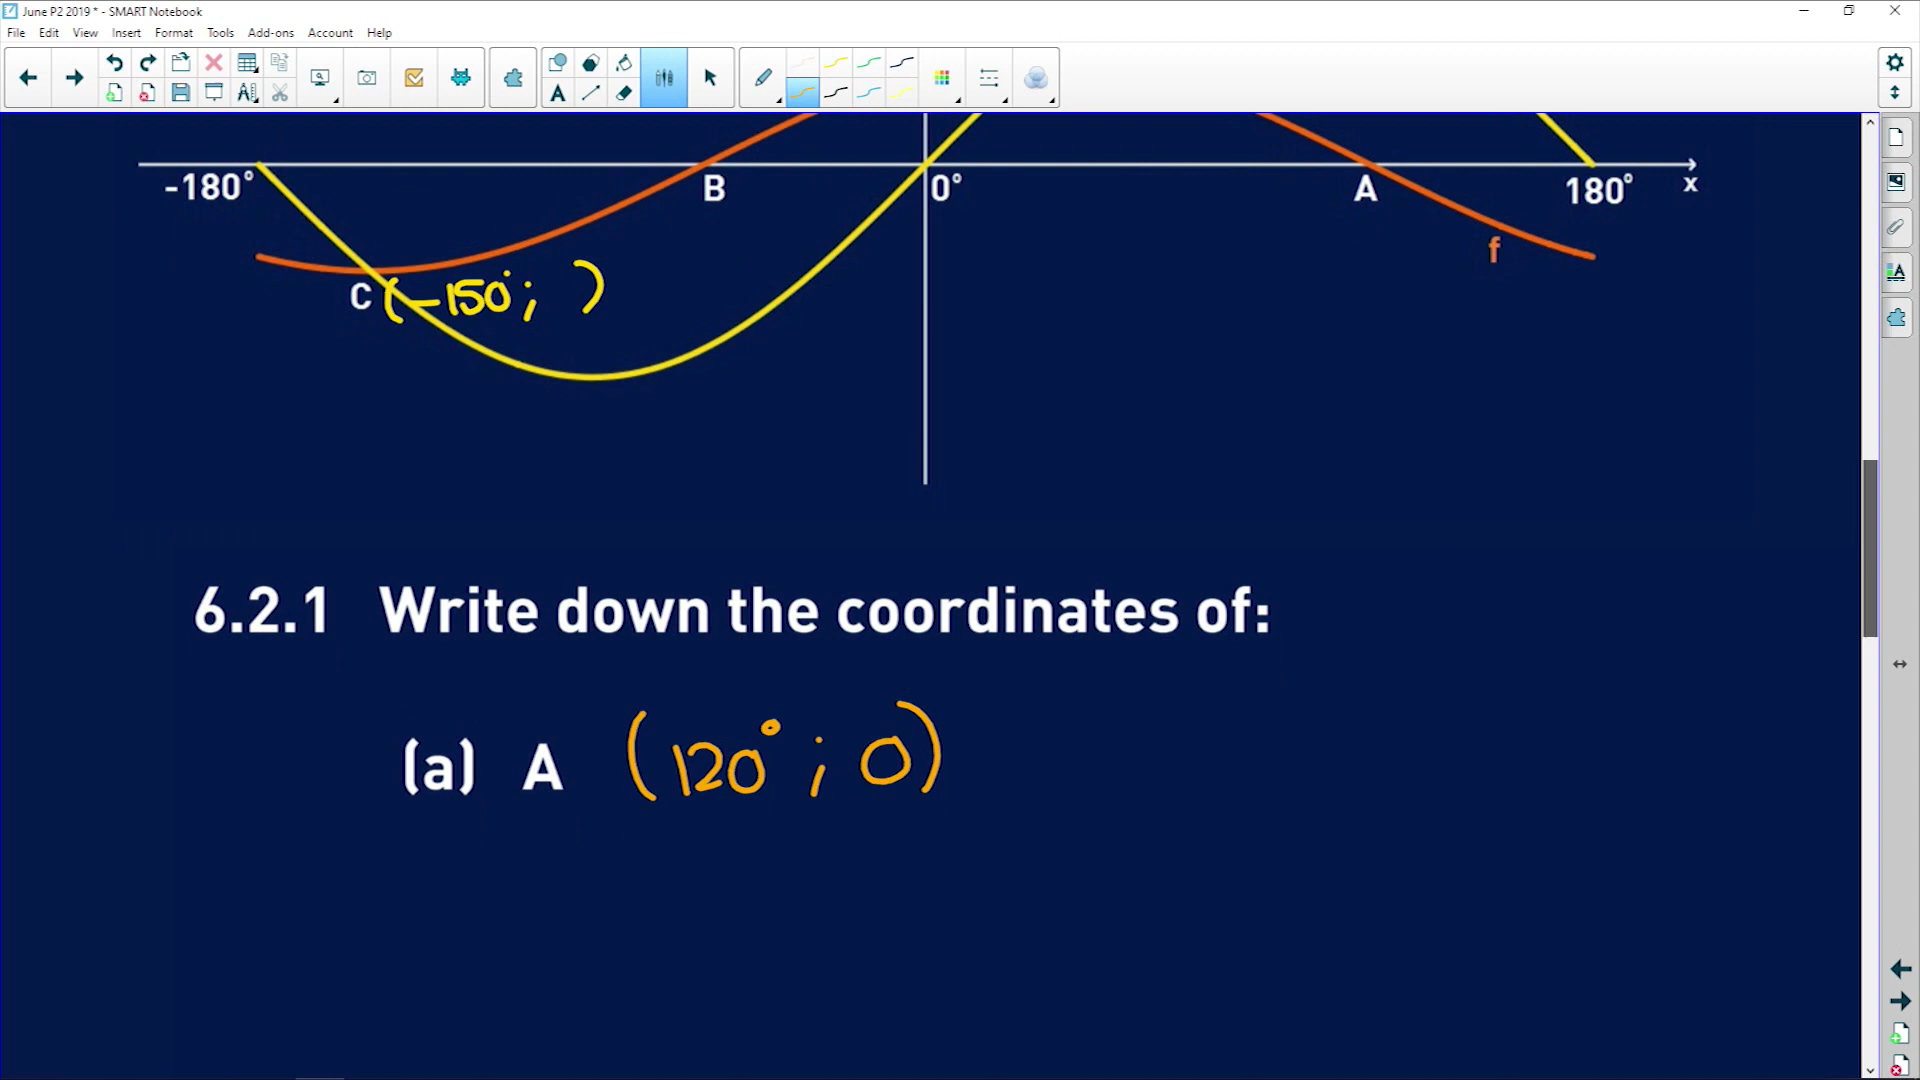 June P2 2019 * - SMART Notebook
File Edit View Insert Format Tools Add-ons Account Help
-180° B 0° A 180° x
f
C (-150°; )
6.2.1 Write down the coordinates of:
(a) A (120° ; 0)